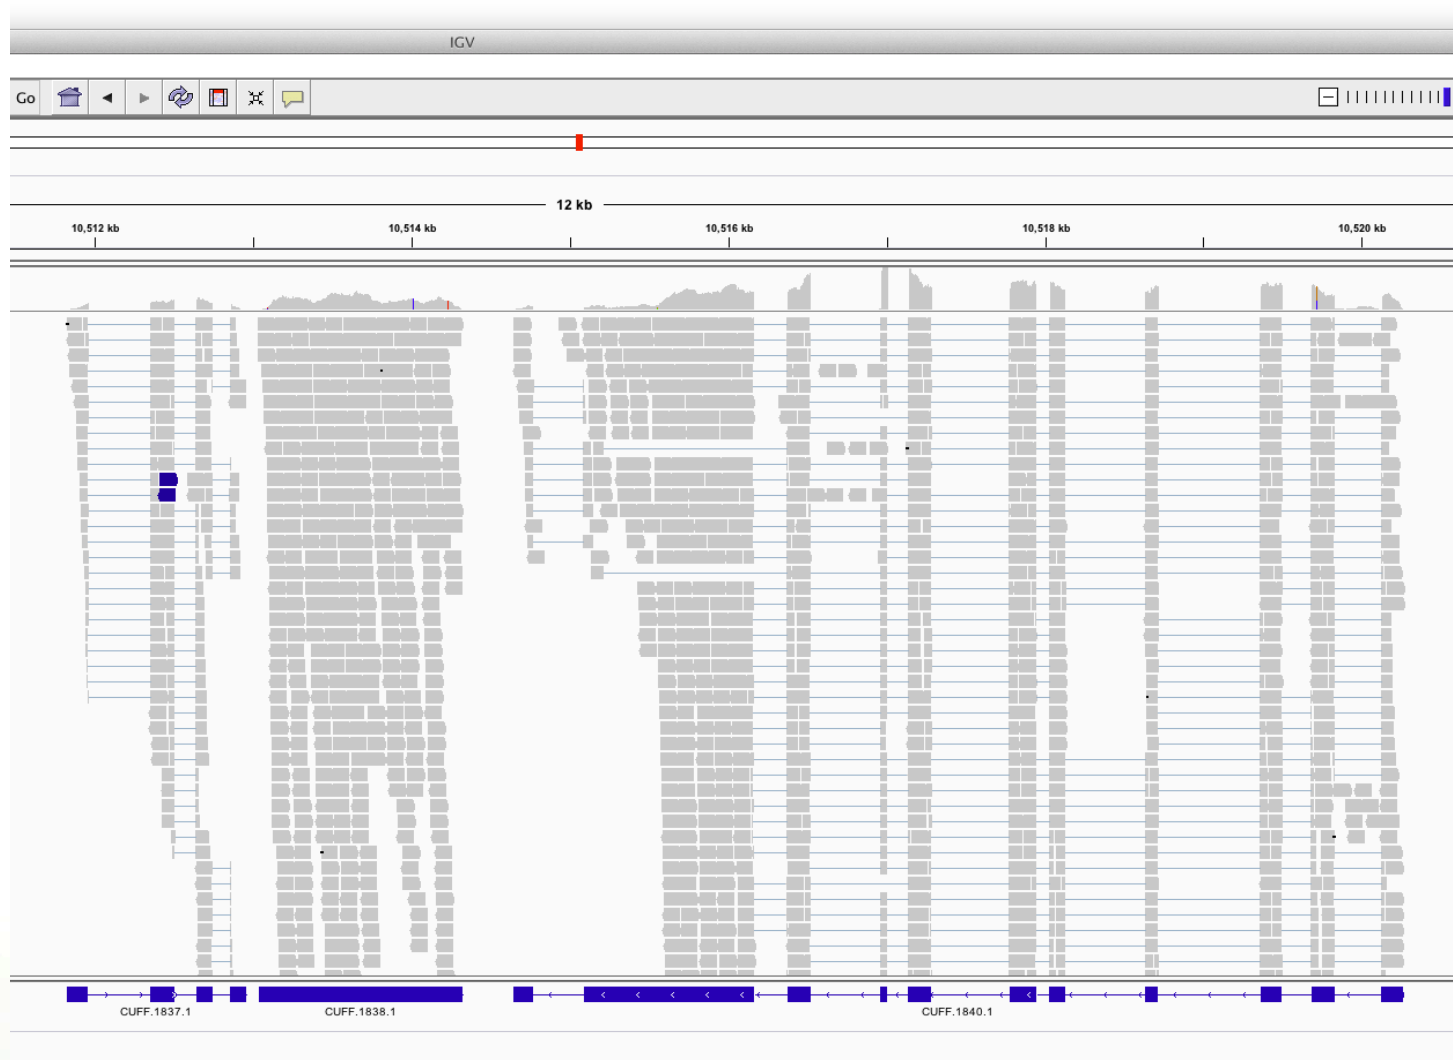 IGV
Go
12 kb
10,512 kb 10,514 kb 10,516 kb 10,518 kb 10,520 kb
CUFF.1837.1 CUFF.1838.1 CUFF.1840.1